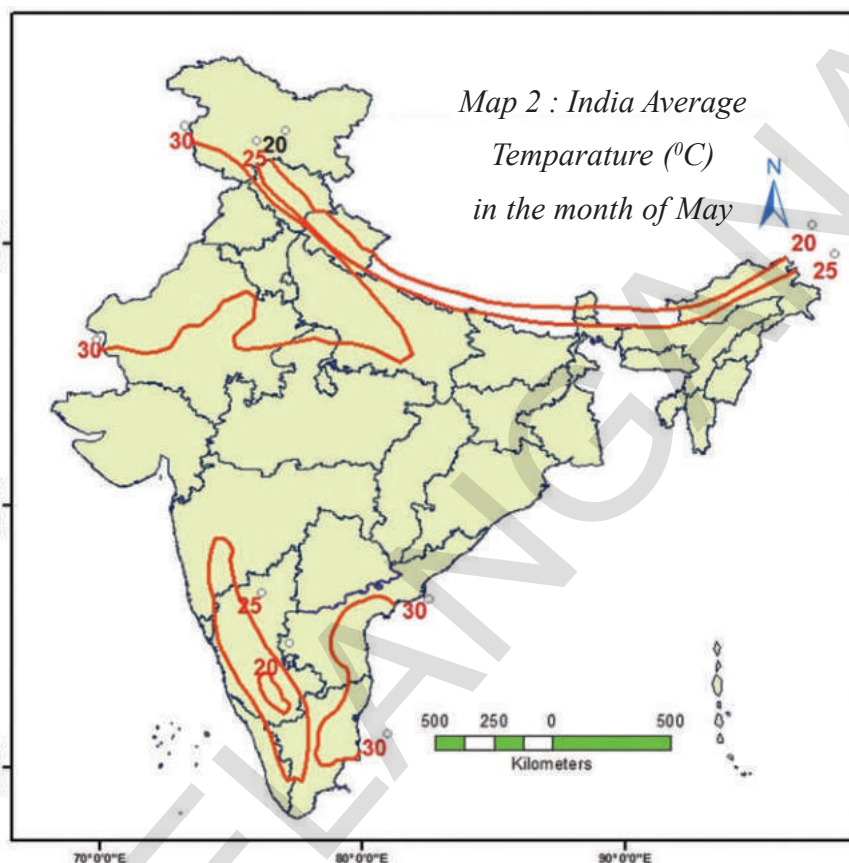 Map 2 : India Average
Temparature (⁰C)
in the month of May
N
30
20
25
20
25
30
25
30
20
30
500 250 0 500
Kilometers
70°0'0"E 80°0'0"E 90°0'0"E
TELANGANA